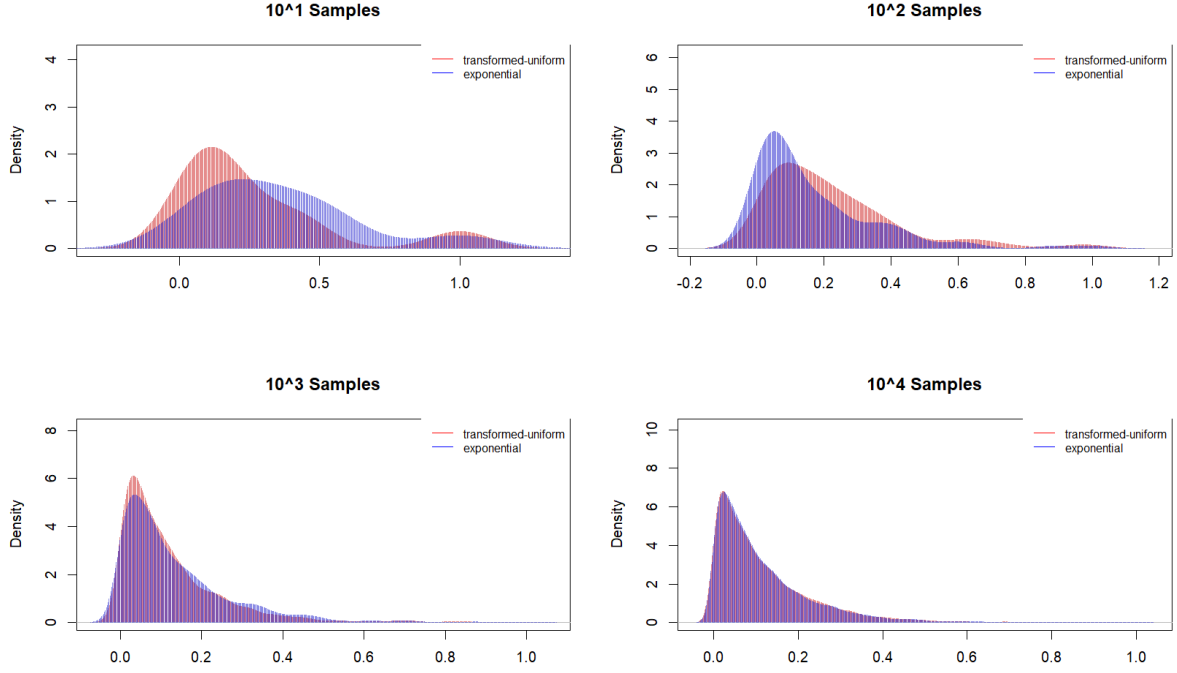 10^1 Samples
Density
4
3
2
1
0
transformed-uniform
exponential
0.0 0.5 1.0
10^2 Samples
Density
6
5
4
3
2
1
0
transformed-uniform
exponential
-0.2 0.0 0.2 0.4 0.6 0.8 1.0 1.2
10^3 Samples
Density
8
6
4
2
0
transformed-uniform
exponential
0.0 0.2 0.4 0.6 0.8 1.0
10^4 Samples
Density
10
8
6
4
2
0
transformed-uniform
exponential
0.0 0.2 0.4 0.6 0.8 1.0